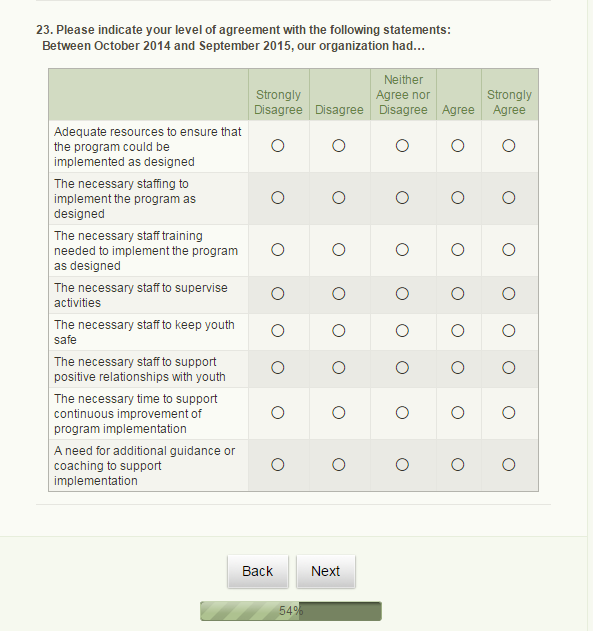 23. Please indicate your level of agreement with the following statements:
Between October 2014 and September 2015, our organization had...
Strongly Disagree
Disagree
Neither Agree nor Disagree
Agree
Strongly Agree
Adequate resources to ensure that
the program could be
implemented as designed
The necessary staffing to
implement the program as
designed
The necessary staff training
needed to implement the program
as designed
The necessary staff to supervise
activities
The necessary staff to keep youth
safe
The necessary staff to support
positive relationships with youth
The necessary time to support
continuous improvement of
program implementation
A need for additional guidance or
coaching to support
implementation
Back
Next
54%